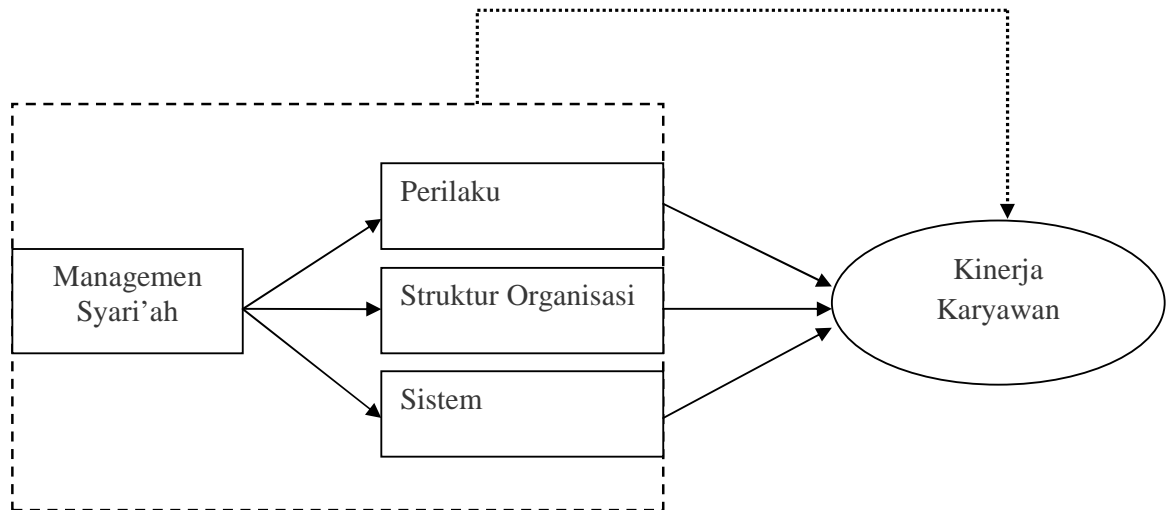 Perilaku
Managemen
Syari’ah
Struktur Organisasi
Sistem
Kinerja
Karyawan